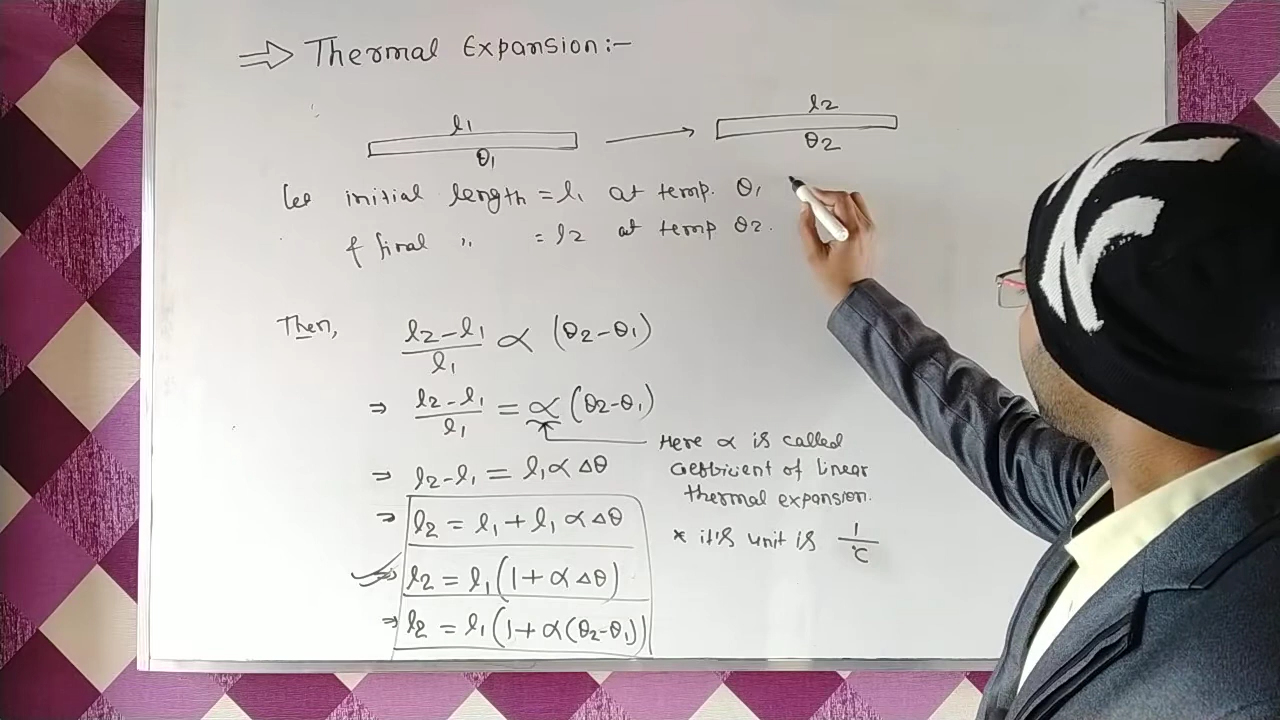 ⇒ Thermal Expansion:-
l1 l2
θ1 θ2
Let initial length = l1 at temp. θ1
f final " = l2 at temp θ2.
Then, l2-l1/l1 ∝ (θ2-θ1)
⇒ l2-l1/l1 = ∝ (θ2-θ1)
Here ∝ is called
coefficient of linear
thermal expansion.
* it's unit is 1/°C
⇒ l2-l1 = l1∝Δθ
⇒ l2 = l1 + l1∝Δθ
⇒ l2 = l1(1+∝Δθ)
⇒ l2 = l1(1+∝(θ2-θ1))